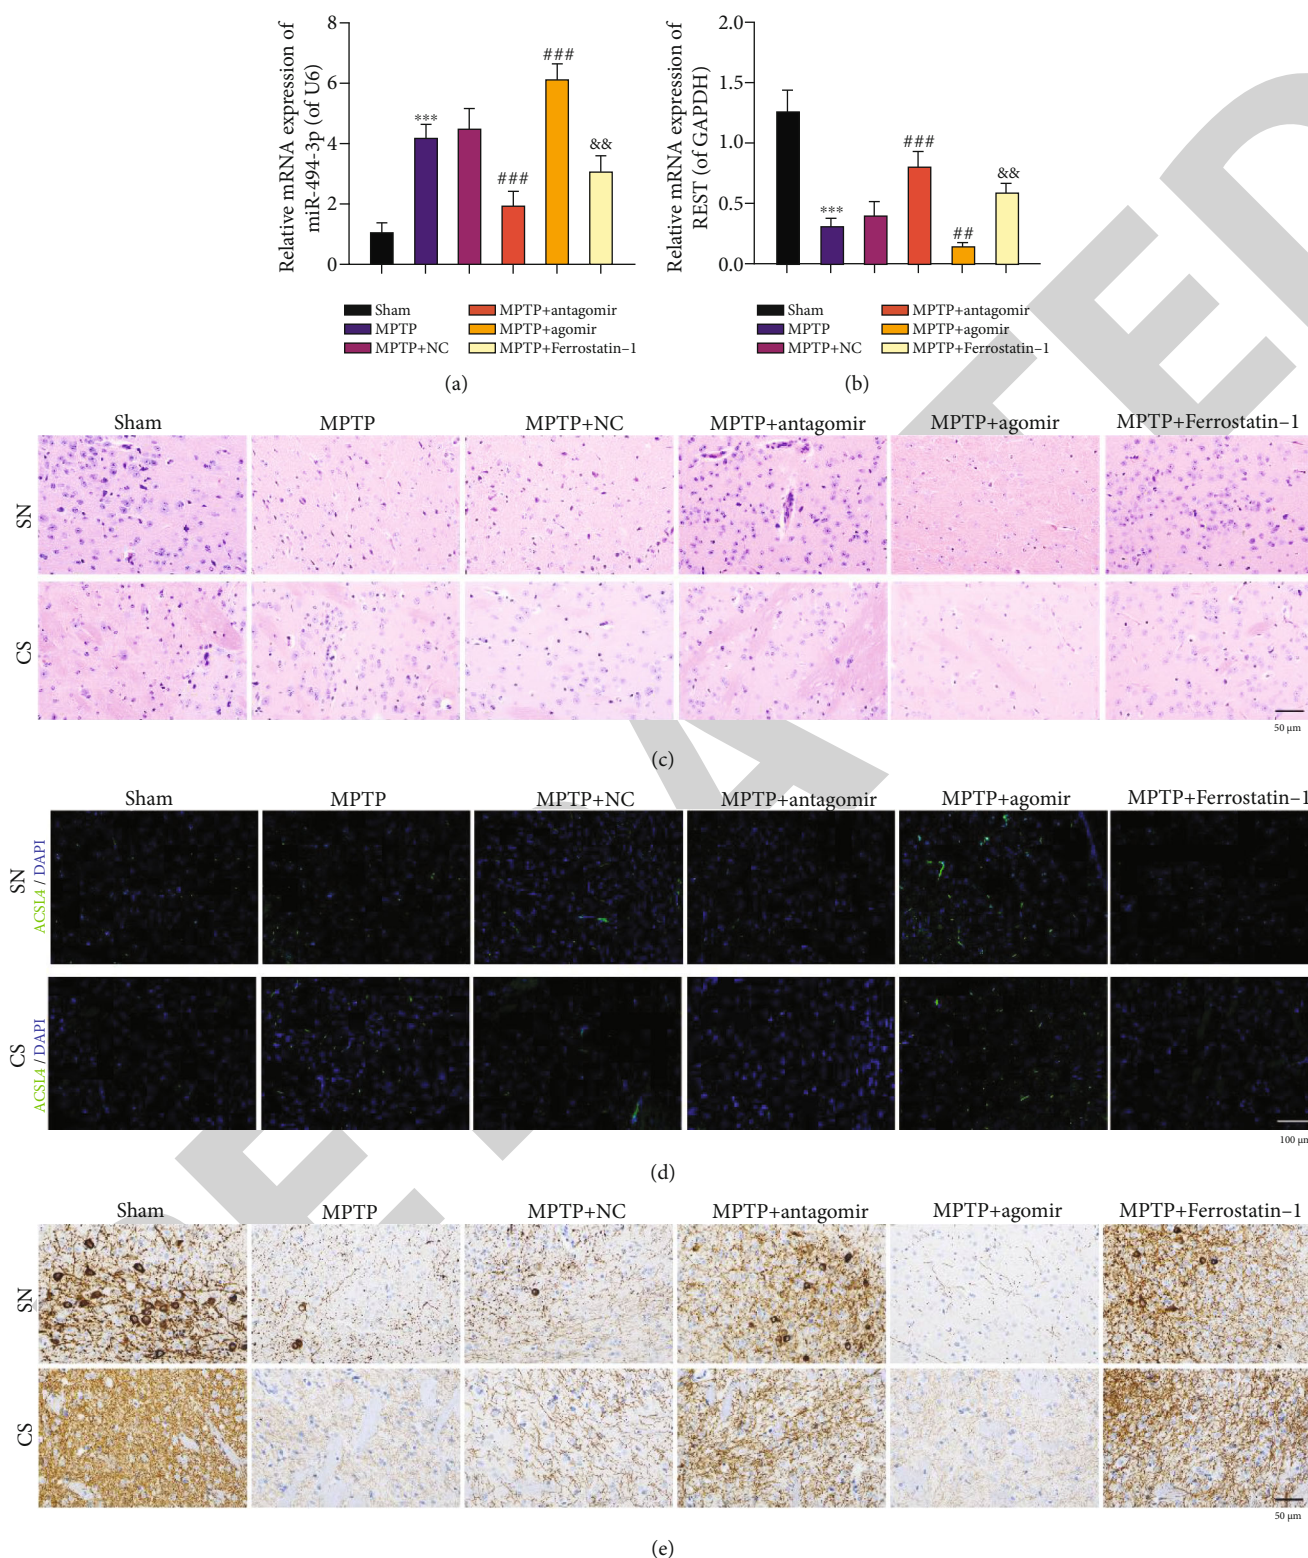 Relative mRNA expression of
miR-494-3p (of U6)
8
6
4
2
0
***
###
###
&&
Sham
MPTP
MPTP+NC
MPTP+antagomir
MPTP+agomir
MPTP+Ferrostatin–1
(a)
Relative mRNA expression of
REST (of GAPDH)
2.0
1.5
1.0
0.5
0.0
***
###
##
&&
Sham
MPTP
MPTP+NC
MPTP+antagomir
MPTP+agomir
MPTP+Ferrostatin–1
(b)
Sham MPTP MPTP+NC MPTP+antagomir MPTP+agomir MPTP+Ferrostatin–1
SN
CS
50 μm
(c)
Sham MPTP MPTP+NC MPTP+antagomir MPTP+agomir MPTP+Ferrostatin–1
SN
ACSL4 / DAPI
CS
ACSL4 / DAPI
100 μm
(d)
Sham MPTP MPTP+NC MPTP+antagomir MPTP+agomir MPTP+Ferrostatin–1
SN
CS
50 μm
(e)